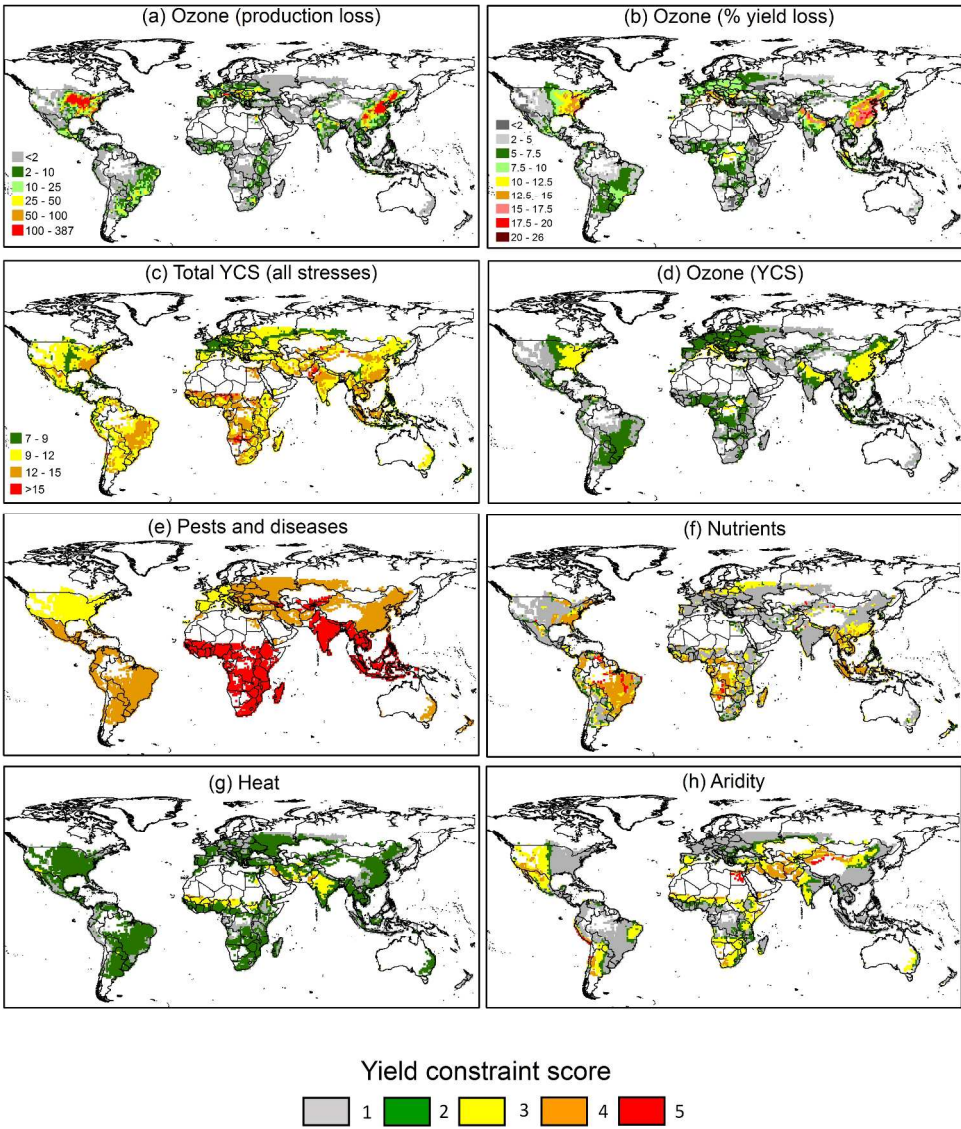 (a) Ozone (production loss)
<2
2 - 10
10 - 25
25 - 50
50 - 100
100 - 387
(b) Ozone (% yield loss)
<2
2 - 5
5 - 7.5
7.5 - 10
10 - 12.5
12.5 - 15
15 - 17.5
17.5 - 20
20 - 26
(c) Total YCS (all stresses)
7 - 9
9 - 12
12 - 15
>15
(d) Ozone (YCS)
(e) Pests and diseases
(f) Nutrients
(g) Heat
(h) Aridity
Yield constraint score
1 2 3 4 5